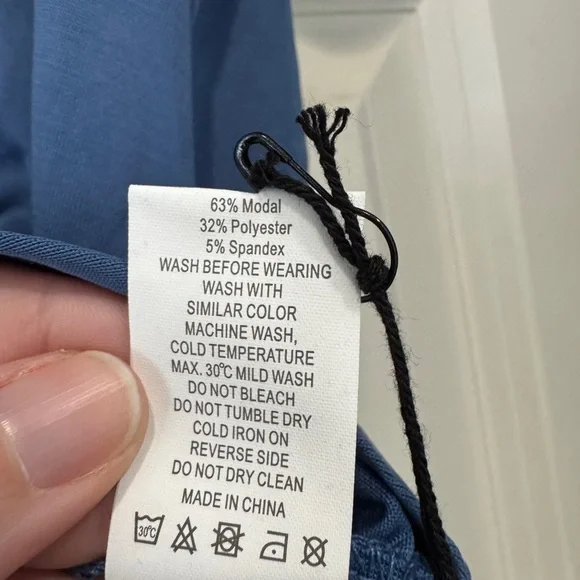 63% Modal
32% Polyester
5% Spandex
WASH BEFORE WEARING
WASH WITH
SIMILAR COLOR
MACHINE WASH,
COLD TEMPERATURE
MAX. 30℃ MILD WASH
DO NOT BLEACH
DO NOT TUMBLE DRY
COLD IRON ON
REVERSE SIDE
DO NOT DRY CLEAN
MADE IN CHINA
30℃